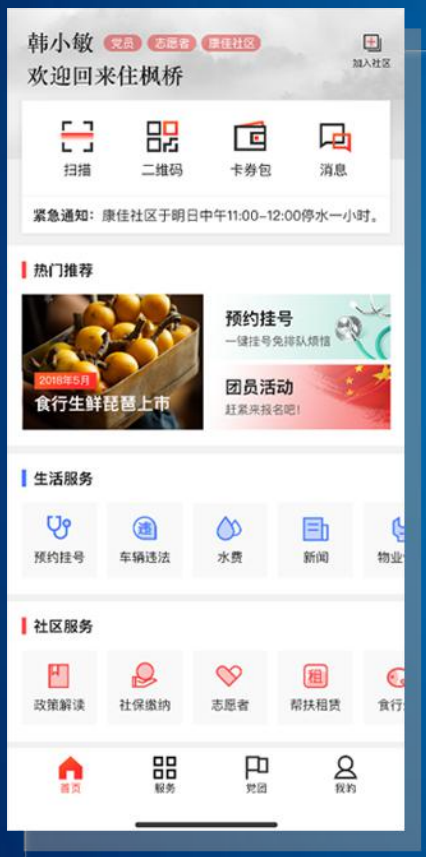 韩小敏 党员 志愿者 康佳社区
加入社区
欢迎回来住枫桥
扫描 二维码 卡券包 消息
紧急通知：康佳社区于明日中午11:00-12:00停水一小时。
热门推荐
2018年5月
食行生鲜琵琶上市
预约挂号
一键挂号免排队烦恼
团员活动
赶紧来报名吧！
生活服务
违
预约挂号 车辆违法 水费 新闻 物业
社区服务
租
政策解读 社保缴纳 志愿者 帮扶租赁 食行
首页 服务 党团 我的